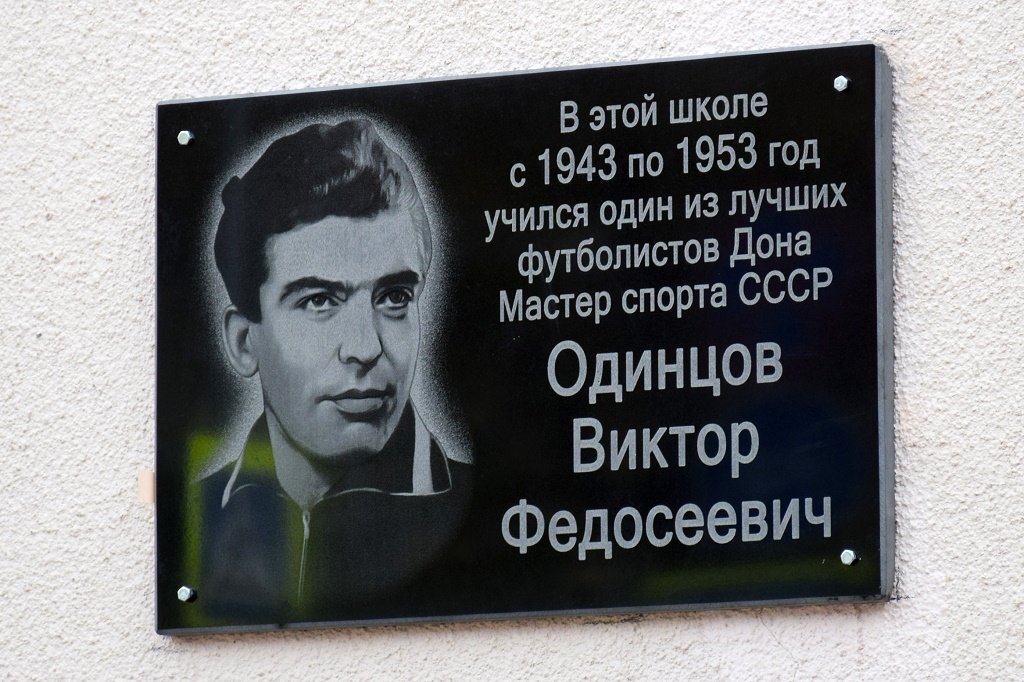 В этой школе
с 1943 по 1953 год
учился один из лучших
футболистов Дона
Мастер спорта СССР
Одинцов
Виктор
Федосеевич